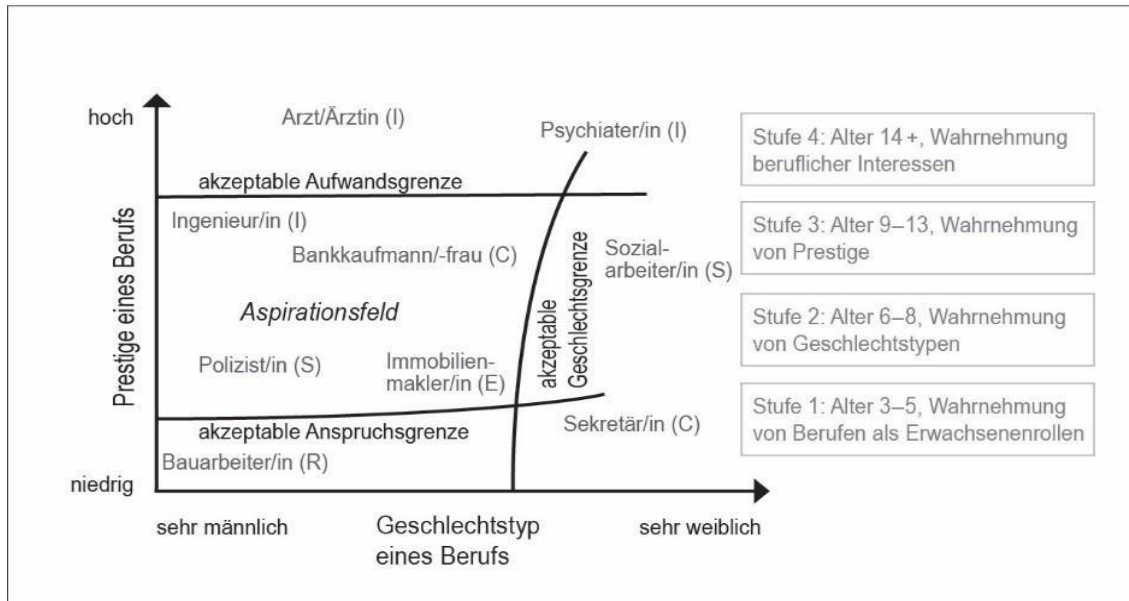 hoch
Prestige eines Berufs
niedrig
Arzt/Ärztin (I)
Psychiater/in (I)
akzeptable Aufwandsgrenze
Ingenieur/in (I)
Bankkaufmann/-frau (C)
Sozial-
arbeiter/in (S)
Aspirationsfeld
akzeptable
Geschlechtsgrenze
Polizist/in (S)
Immobilien-
makler/in (E)
akzeptable Anspruchsgrenze
Sekretär/in (C)
Bauarbeiter/in (R)
sehr männlich
Geschlechtstyp
eines Berufs
sehr weiblich
Stufe 4: Alter 14 +, Wahrnehmung
beruflicher Interessen
Stufe 3: Alter 9–13, Wahrnehmung
von Prestige
Stufe 2: Alter 6–8, Wahrnehmung
von Geschlechtstypen
Stufe 1: Alter 3–5, Wahrnehmung
von Berufen als Erwachsenenrollen